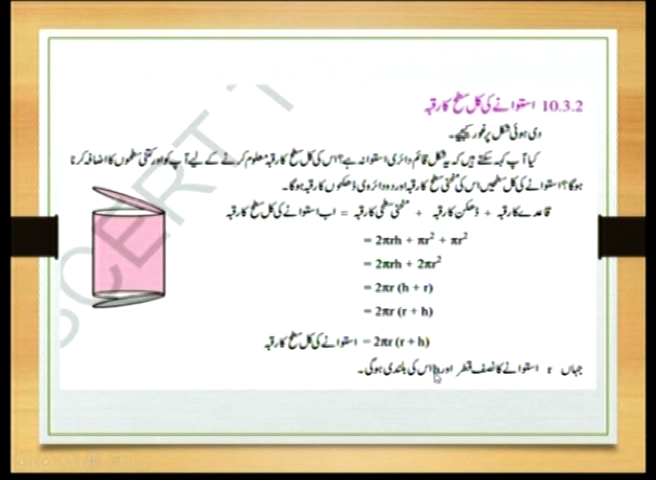 10.3.2 استوانے کی کل سطح کا رقبہ
دی ہوئی شکل پر غور کیجیے۔
کیا آپ کہہ سکتے ہیں کہ یہ شکل قائم دائری استوانہ ہے؟ اس کی کل سطح کا رقبہ معلوم کرنے کے لیے آپ کو اور کتنی سطحوں کا اضافہ کرنا
ہوگا؟ استوانے کی کل سطحیں اس کی منحنی سطح کا رقبہ اور دو دائروی ڈھکنوں کا رقبہ ہوگا۔
قاعدے کا رقبہ + ڈھکن کا رقبہ + منحنی سطحی کا رقبہ = اب استوانے کی کل سطح کا رقبہ
= 2πrh + πr² + πr²
= 2πrh + 2πr²
= 2πr (h + r)
= 2πr (r + h)
استوانے کی کل سطح کا رقبہ = 2πr (r + h)
جہاں r استوانے کا نصف قطر اور h اس کی بلندی ہوگی۔
SCERT T